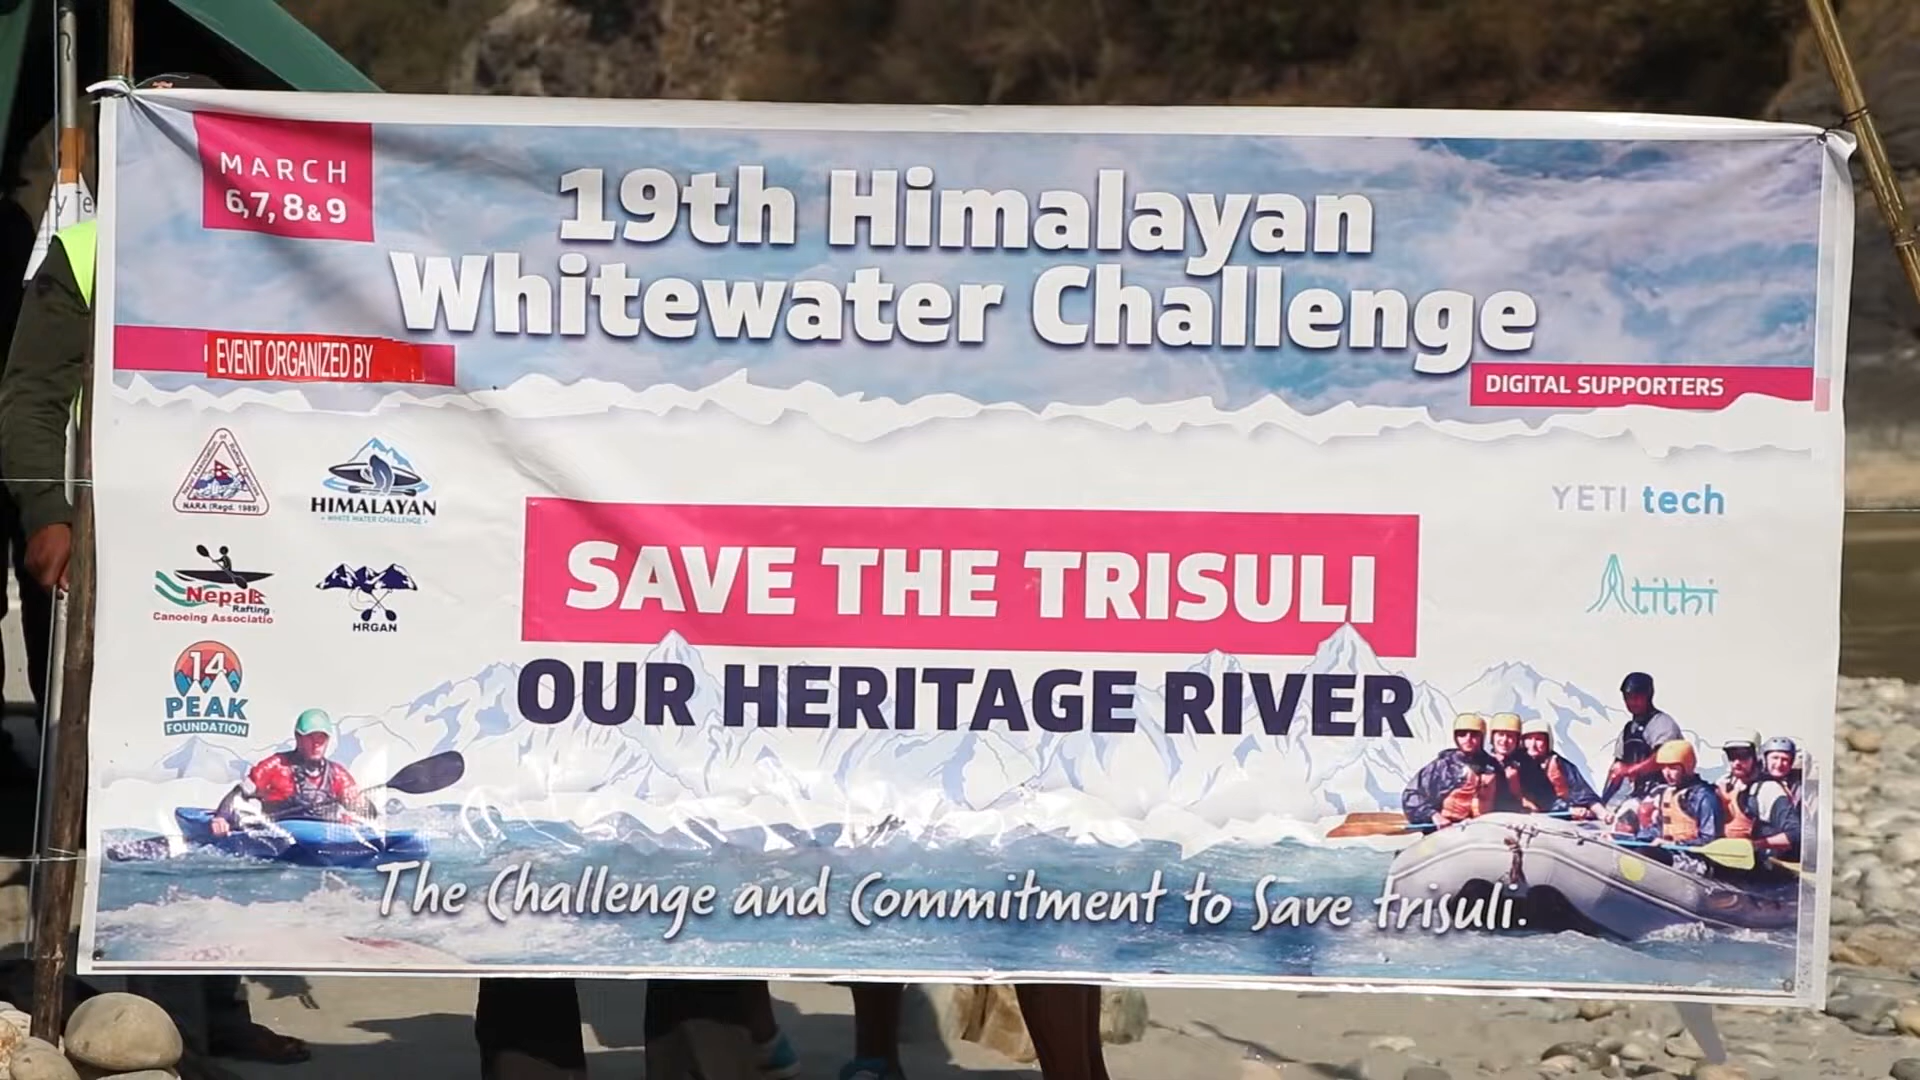 MARCH
6,7, 8 & 9
19th Himalayan
Whitewater Challenge
EVENT ORGANIZED BY
DIGITAL SUPPORTERS
NARA (Regd. 1989)
HIMALAYAN
WHITE WATER CHALLENGE
Nepal
Rafting
Canoeing Associatio
HRGAN
14
PEAK
FOUNDATION
YETI tech
Atithi
SAVE THE TRISULI
OUR HERITAGE RIVER
The Challenge and Commitment to Save trisuli.